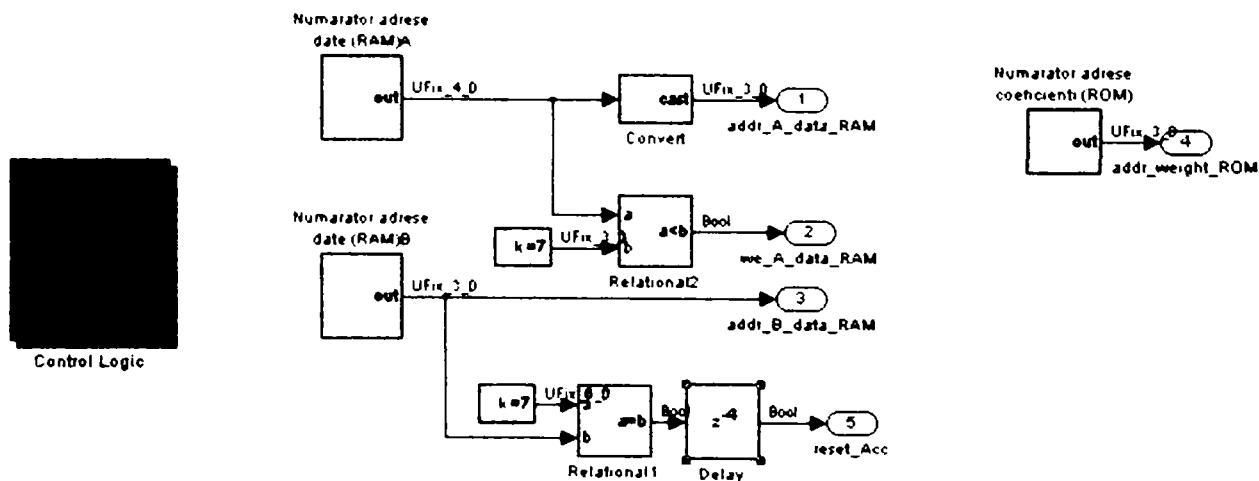 Numarator adrese
date (RAM)A
out
UFix_4_0
cast
Convert
UFix_3_0
1
addr_A_data_RAM
Numarator adrese
coeficienti (ROM)
out
UFix_3_0
4
addr_weight_ROM
Control Logic
Numarator adrese
date (RAM)B
out
UFix_3_0
k=7
UFix_3_0
a
b
a<b
Relational2
Bool
2
we_A_data_RAM
3
addr_B_data_RAM
k=7
a
b
a=b
Relational1
Bool
z-4
Delay
Bool
5
reset_Acc